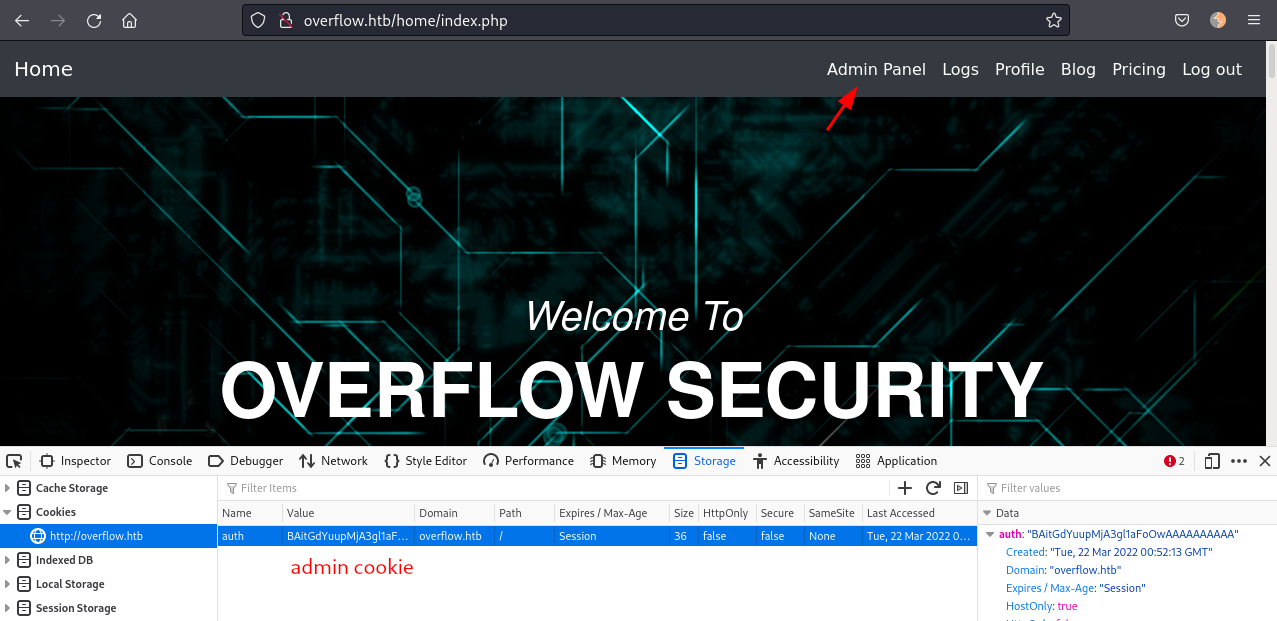 overflow.htb/home/index.php
Home Admin Panel Logs Profile Blog Pricing Log out
Welcome To
OVERFLOW SECURITY
Inspector Console Debugger Network Style Editor Performance Memory Storage Accessibility Application 2
Cache Storage
Cookies
http://overflow.htb
Indexed DB
Local Storage
Session Storage
Filter Items
Name Value Domain Path Expires / Max-Age Size HttpOnly Secure SameSite Last Accessed
auth BAitGdYuupMjA3gl1aF... overflow.htb / Session 36 false false None Tue, 22 Mar 2022 0...
admin cookie
Filter values
Data
auth: "BAitGdYuupMjA3gl1aFoOwAAAAAAAAAA"
Created: "Tue, 22 Mar 2022 00:52:13 GMT"
Domain: "overflow.htb"
Expires / Max-Age: "Session"
HostOnly: true